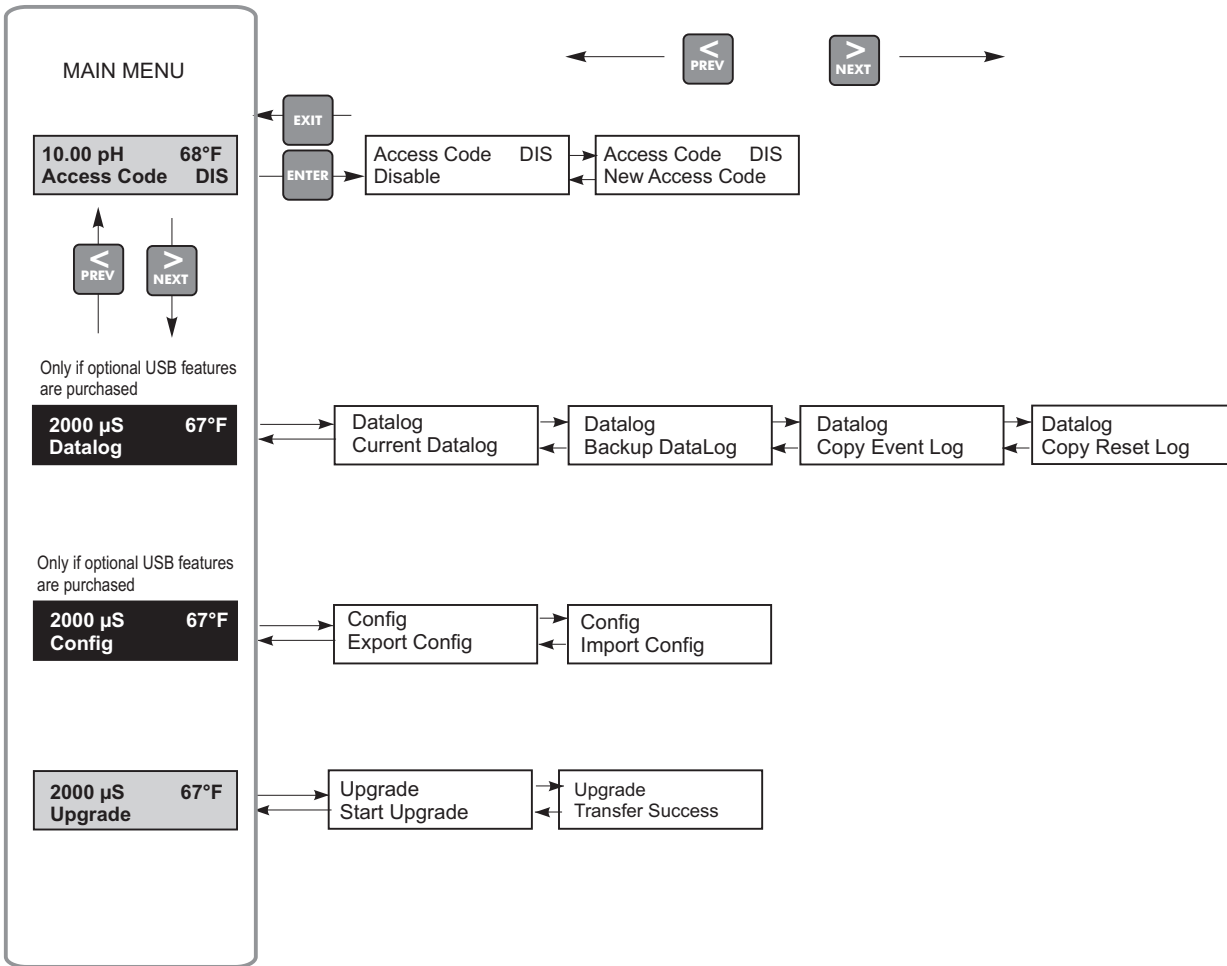 MAIN MENU
< PREV
> NEXT
EXIT
10.00 pH 68°F
Access Code DIS
ENTER
Access Code DIS
Disable
Access Code DIS
New Access Code
< PREV
> NEXT
Only if optional USB features
are purchased
2000 µS 67°F
Datalog
Datalog
Current Datalog
Datalog
Backup DataLog
Datalog
Copy Event Log
Datalog
Copy Reset Log
Only if optional USB features
are purchased
2000 µS 67°F
Config
Config
Export Config
Config
Import Config
2000 µS 67°F
Upgrade
Upgrade
Start Upgrade
Upgrade
Transfer Success